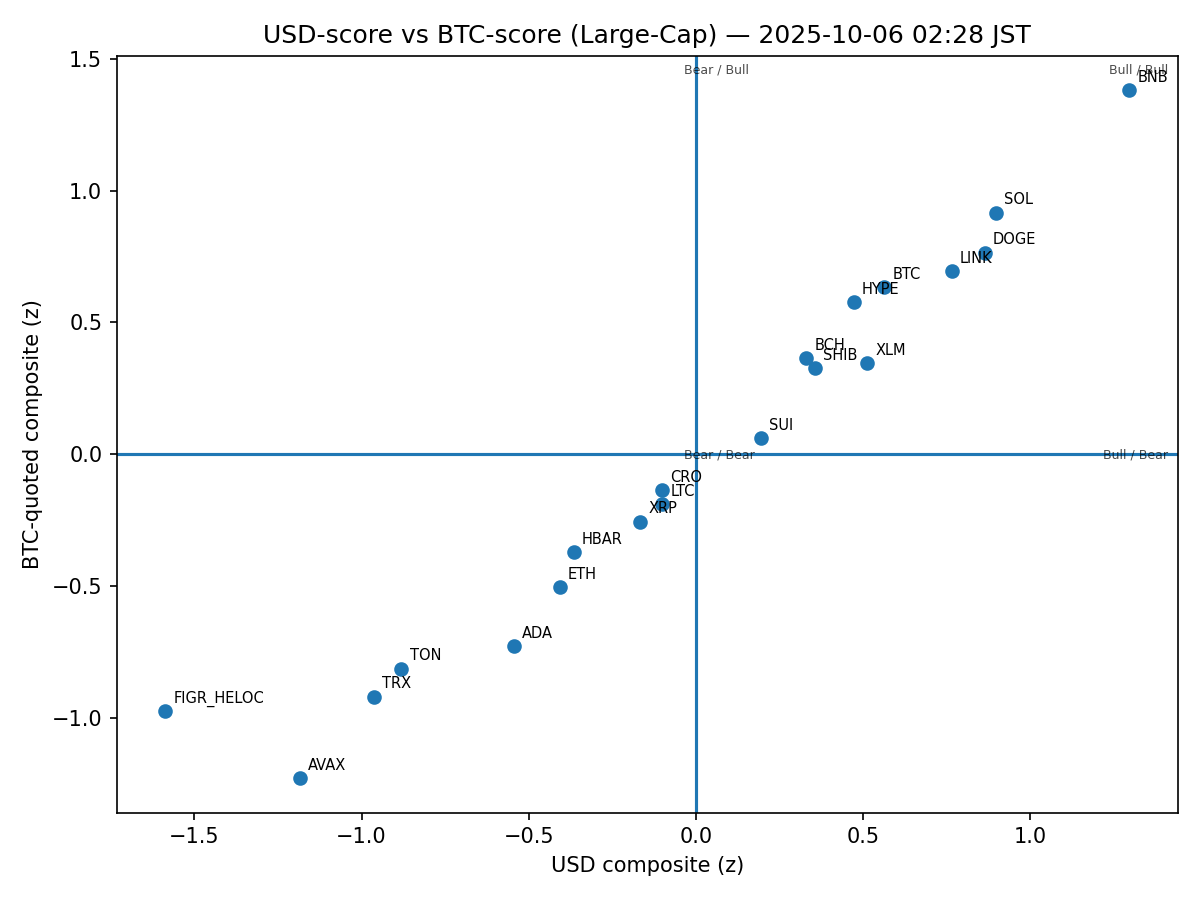 USD-score vs BTC-score (Large-Cap) — 2025-10-06 02:28 JST
1.5
1.0
0.5
0.0
−0.5
−1.0
BTC-quoted composite (z)
Bear / Bull
Bull / Bull
BNB
SOL
DOGE
LINK
BTC
HYPE
BCH
SHIB
XLM
SUI
Bear / Bear
Bull / Bear
CRO
LTC
XRP
HBAR
ETH
ADA
TON
TRX
FIGR_HELOC
AVAX
−1.5
−1.0
−0.5
0.0
0.5
1.0
USD composite (z)